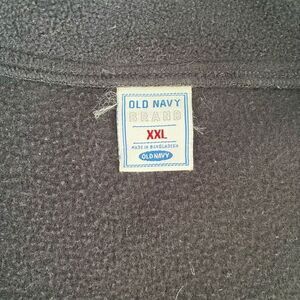 OLD NAVY
BRAND
XXL
MADE IN BANGLADESH
OLD NAVY